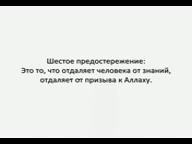 Шестое предостережение:
Это то, что отдаляет человека от знаний,
отдаляет от призыва к Аллаху.